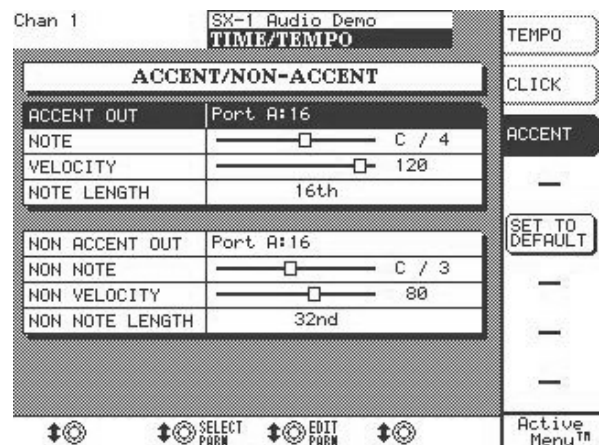 Chan 1
SX-1 Audio Demo
TIME/TEMPO
ACCENT/NON-ACCENT
ACCENT OUT Port A:16
NOTE C / 4
VELOCITY 120
NOTE LENGTH 16th
NON ACCENT OUT Port A:16
NON NOTE C / 3
NON VELOCITY 80
NON NOTE LENGTH 32nd
SELECT PARM
EDIT PARM
TEMPO
CLICK
ACCENT
SET TO
DEFAULT
Active
Menu™